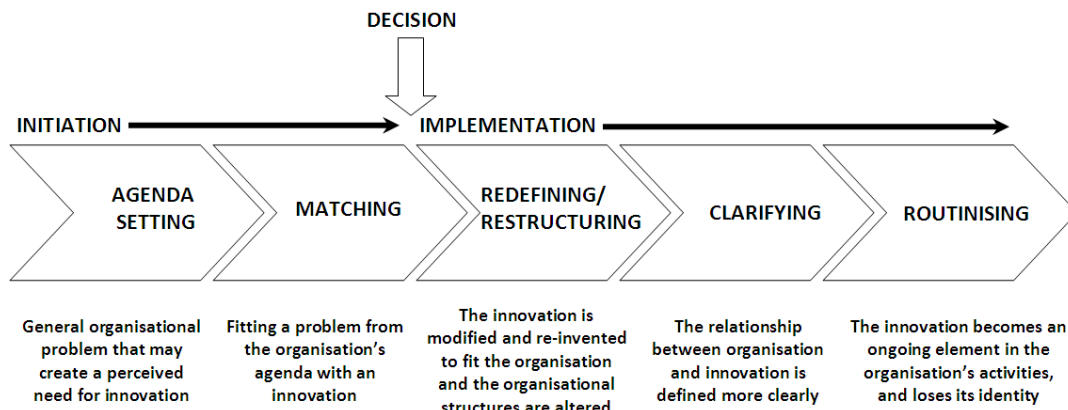 DECISION
INITIATION
IMPLEMENTATION
AGENDA
SETTING
MATCHING
REDEFINING/
RESTRUCTURING
CLARIFYING
ROUTINISING
General organisational
problem that may
create a perceived
need for innovation
Fitting a problem from
the organisation's
agenda with an
innovation
The innovation is
modified and re-invented
to fit the organisation
and the organisational
structures are altered
The relationship
between organisation
and innovation is
defined more clearly
The innovation becomes an
ongoing element in the
organisation's activities,
and loses its identity